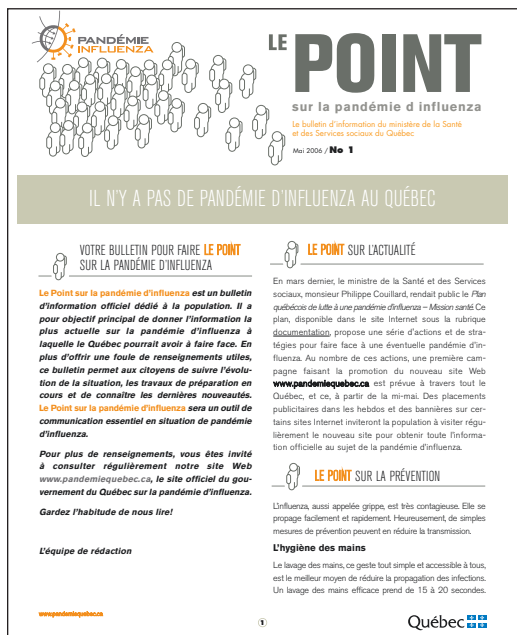 PANDÉMIE
INFLUENZA
LE POINT
sur la pandémie d influenza
Le bulletin d'information du ministère de la Santé
et des Services sociaux du Québec
Mai 2006 / No 1
IL N'Y A PAS DE PANDÉMIE D'INFLUENZA AU QUÉBEC
VOTRE BULLETIN POUR FAIRE LE POINT
SUR LA PANDÉMIE D'INFLUENZA
Le Point sur la pandémie d'influenza est un bulletin
d'information officiel dédié à la population. Il a
pour objectif principal de donner l'information la
plus actuelle sur la pandémie d'influenza à
laquelle le Québec pourrait avoir à faire face. En
plus d'offrir une foule de renseignements utiles,
ce bulletin permet aux citoyens de suivre l'évolu-
tion de la situation, les travaux de préparation en
cours et de connaître les dernières nouveautés.
Le Point sur la pandémie d'influenza sera un outil de
communication essentiel en situation de pandémie
d'influenza.
Pour plus de renseignements, vous êtes invité
à consulter régulièrement notre site Web
www.pandemiequebec.ca, le site officiel du gou-
vernement du Québec sur la pandémie d'influenza.
Gardez l'habitude de nous lire!
L'équipe de rédaction
LE POINT SUR L'ACTUALITÉ
En mars dernier, le ministre de la Santé et des Services
sociaux, monsieur Philippe Couillard, rendait public le Plan
québécois de lutte à une pandémie d'influenza – Mission santé. Ce
plan, disponible dans le site Internet sous la rubrique
documentation, propose une série d'actions et de stra-
tégies pour faire face à une éventuelle pandémie d'in-
fluenza. Au nombre de ces actions, une première cam-
pagne faisant la promotion du nouveau site Web
www.pandemiequebec.ca est prévue à travers tout le
Québec, et ce, à partir de la mi-mai. Des placements
publicitaires dans les hebdos et des bannières sur cer-
tains sites Internet inviteront la population à visiter régu-
lièrement le nouveau site pour obtenir toute l'informa-
tion officielle au sujet de la pandémie d'influenza.
LE POINT SUR LA PRÉVENTION
L'influenza, aussi appelée grippe, est très contagieuse. Elle se
propage facilement et rapidement. Heureusement, de simples
mesures de prévention peuvent en réduire la transmission.
L'hygiène des mains
Le lavage des mains, ce geste tout simple et accessible à tous,
est le meilleur moyen de réduire la propagation des infections.
Un lavage des mains efficace prend de 15 à 20 secondes.
www.pandemiequebec.ca
1
Québec